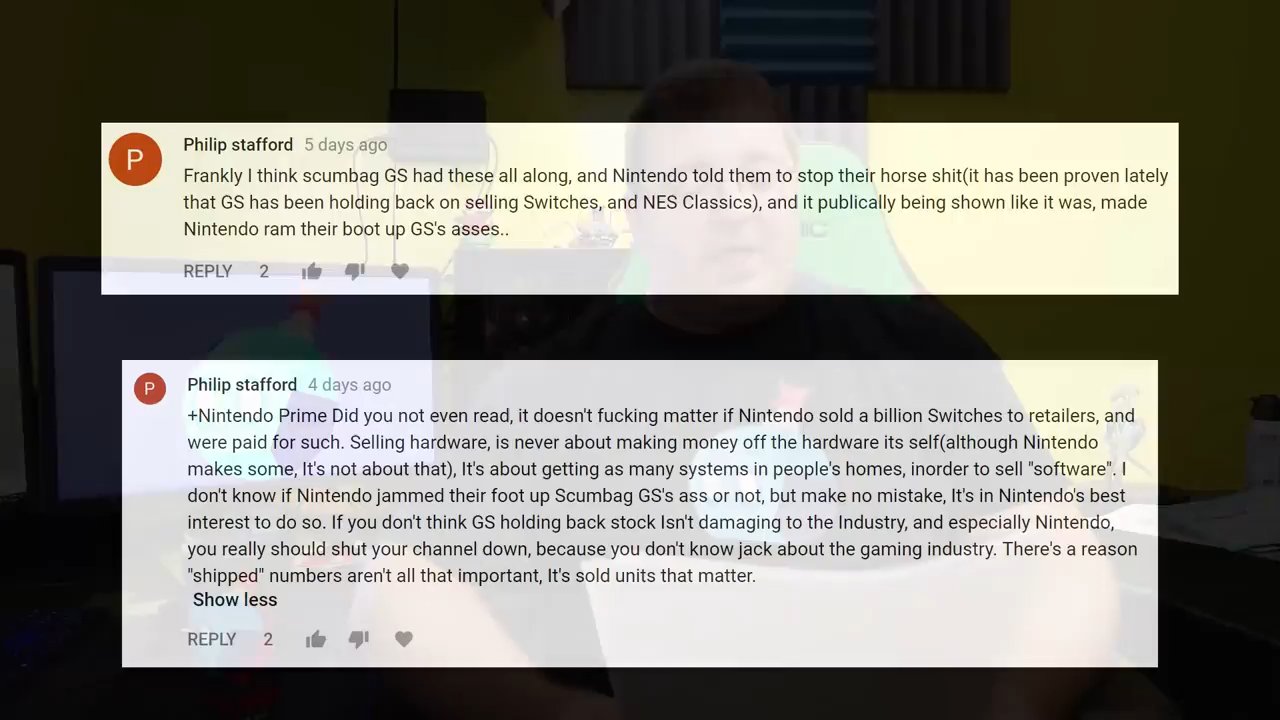 P
Philip stafford 5 days ago
Frankly I think scumbag GS had these all along, and Nintendo told them to stop their horse shit(it has been proven lately
that GS has been holding back on selling Switches, and NES Classics), and it publically being shown like it was, made
Nintendo ram their boot up GS's asses..
REPLY 2
P
Philip stafford 4 days ago
+Nintendo Prime Did you not even read, it doesn't fucking matter if Nintendo sold a billion Switches to retailers, and
were paid for such. Selling hardware, is never about making money off the hardware its self(although Nintendo
makes some, It's not about that), It's about getting as many systems in people's homes, inorder to sell "software". I
don't know if Nintendo jammed their foot up Scumbag GS's ass or not, but make no mistake, It's in Nintendo's best
interest to do so. If you don't think GS holding back stock Isn't damaging to the Industry, and especially Nintendo,
you really should shut your channel down, because you don't know jack about the gaming industry. There's a reason
"shipped" numbers aren't all that important, It's sold units that matter.
Show less
REPLY 2